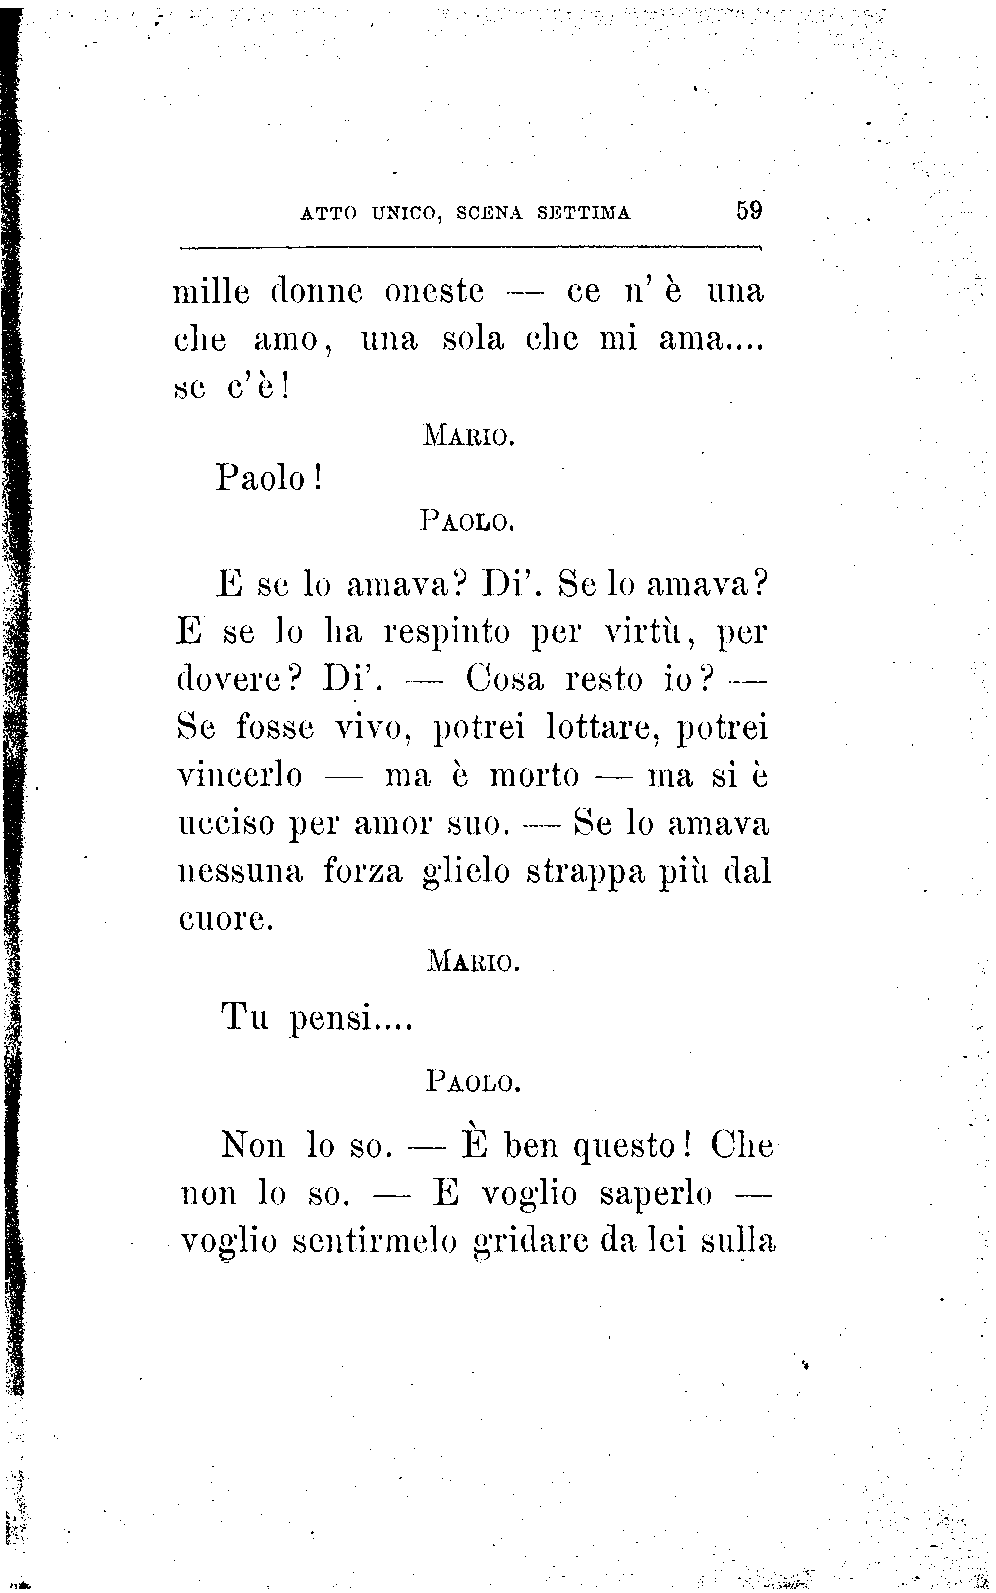 ATTO UNICO, SCENA SETTIMA 59
mille donne oneste — ce n' è una
che amo, una sola che mi ama....
se c'è!
MARIO.
Paolo!
PAOLO.
E se lo amava? Di'. Se lo amava?
E se lo ha respinto per virtù, per
dovere? Di'. — Cosa resto io? —
Se fosse vivo, potrei lottare, potrei
vincerlo — ma è morto — ma si è
ucciso per amor suo. — Se lo amava
nessuna forza glielo strappa più dal
cuore.
MARIO.
Tu pensi....
PAOLO.
Non lo so. — È ben questo! Che
non lo so. — E voglio saperlo —
voglio sentirmelo gridare da lei sulla